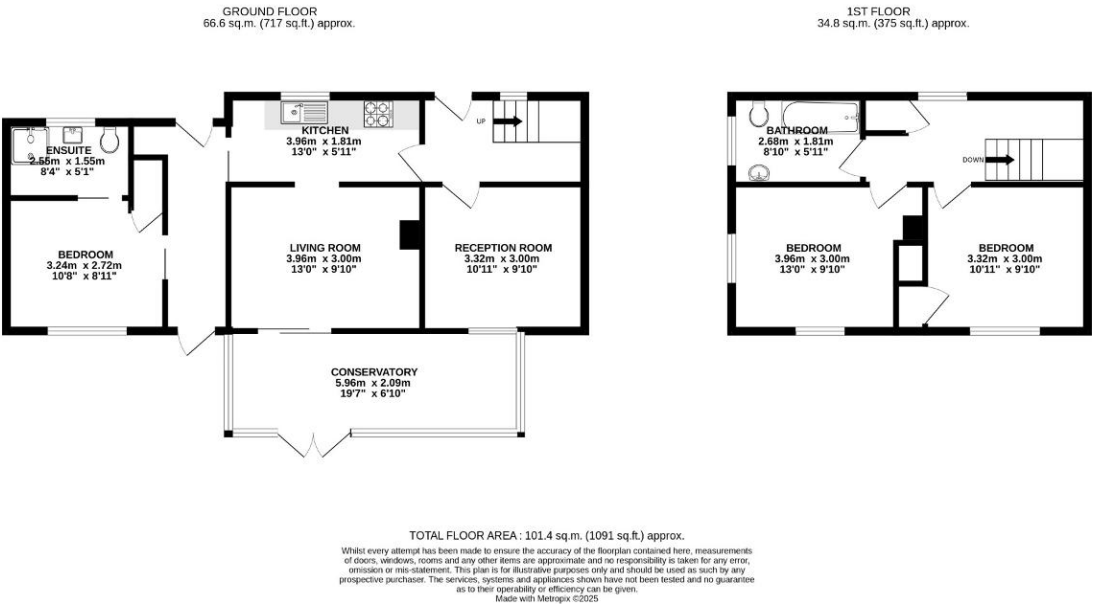 GROUND FLOOR
66.6 sq.m. (717 sq.ft.) approx.
1ST FLOOR
34.8 sq.m. (375 sq.ft.) approx.
KITCHEN
3.96m x 1.81m
13'0" x 5'11"
UP
ENSUITE
2.55m x 1.55m
8'4" x 5'1"
BEDROOM
3.24m x 2.72m
10'8" x 8'11"
LIVING ROOM
3.96m x 3.00m
13'0" x 9'10"
RECEPTION ROOM
3.32m x 3.00m
10'11" x 9'10"
CONSERVATORY
5.96m x 2.09m
19'7" x 6'10"
BATHROOM
2.68m x 1.81m
8'10" x 5'11"
DOWN
BEDROOM
3.96m x 3.00m
13'0" x 9'10"
BEDROOM
3.32m x 3.00m
10'11" x 9'10"
TOTAL FLOOR AREA : 101.4 sq.m. (1091 sq.ft.) approx.
Whilst every attempt has been made to ensure the accuracy of the floorplan contained here, measurements
of doors, windows, rooms and any other items are approximate and no responsibility is taken for any error,
omission or mis-statement. This plan is for illustrative purposes only and should be used as such by any
prospective purchaser. The services, systems and appliances shown have not been tested and no guarantee
as to their operability or efficiency can be given.
Made with Metropix ©2025